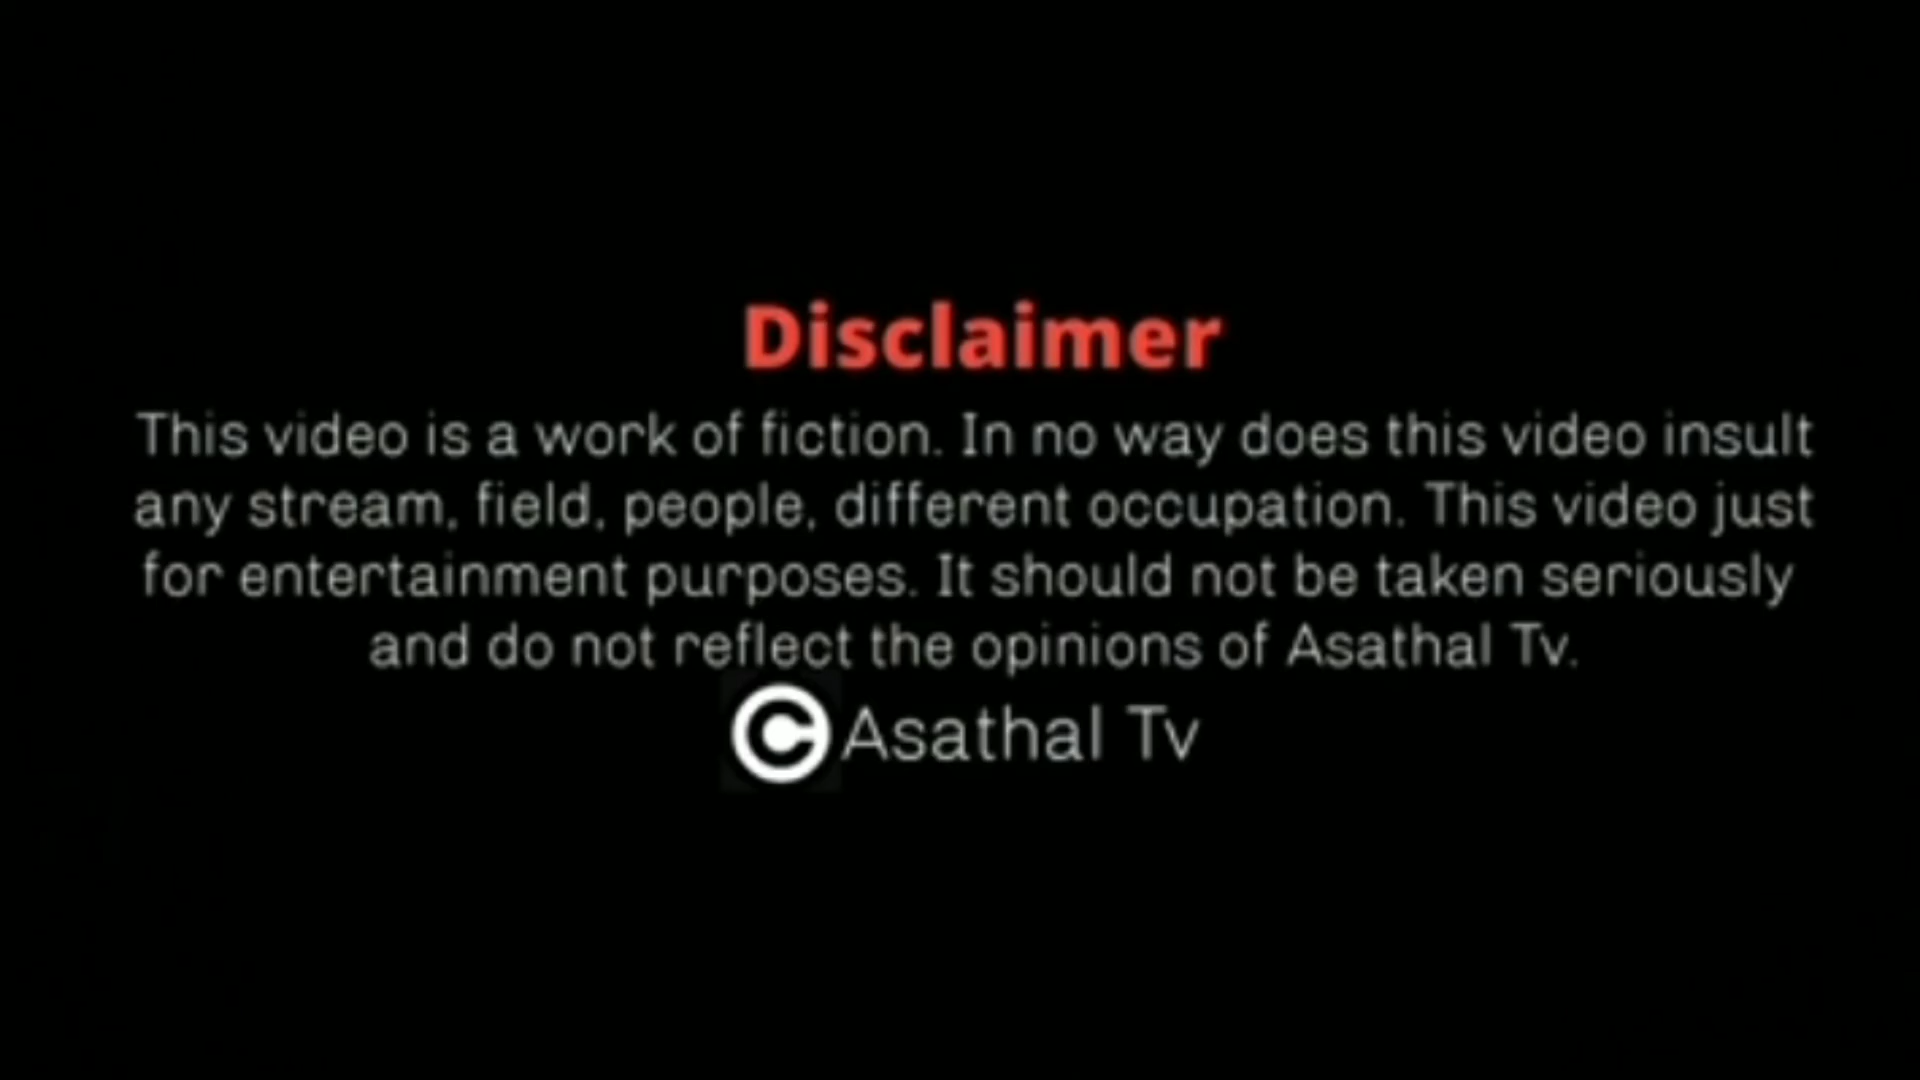 Disclaimer
This video is a work of fiction. In no way does this video insult
any stream, field, people, different occupation. This video just
for entertainment purposes. It should not be taken seriously
and do not reflect the opinions of Asathal Tv.
© Asathal Tv